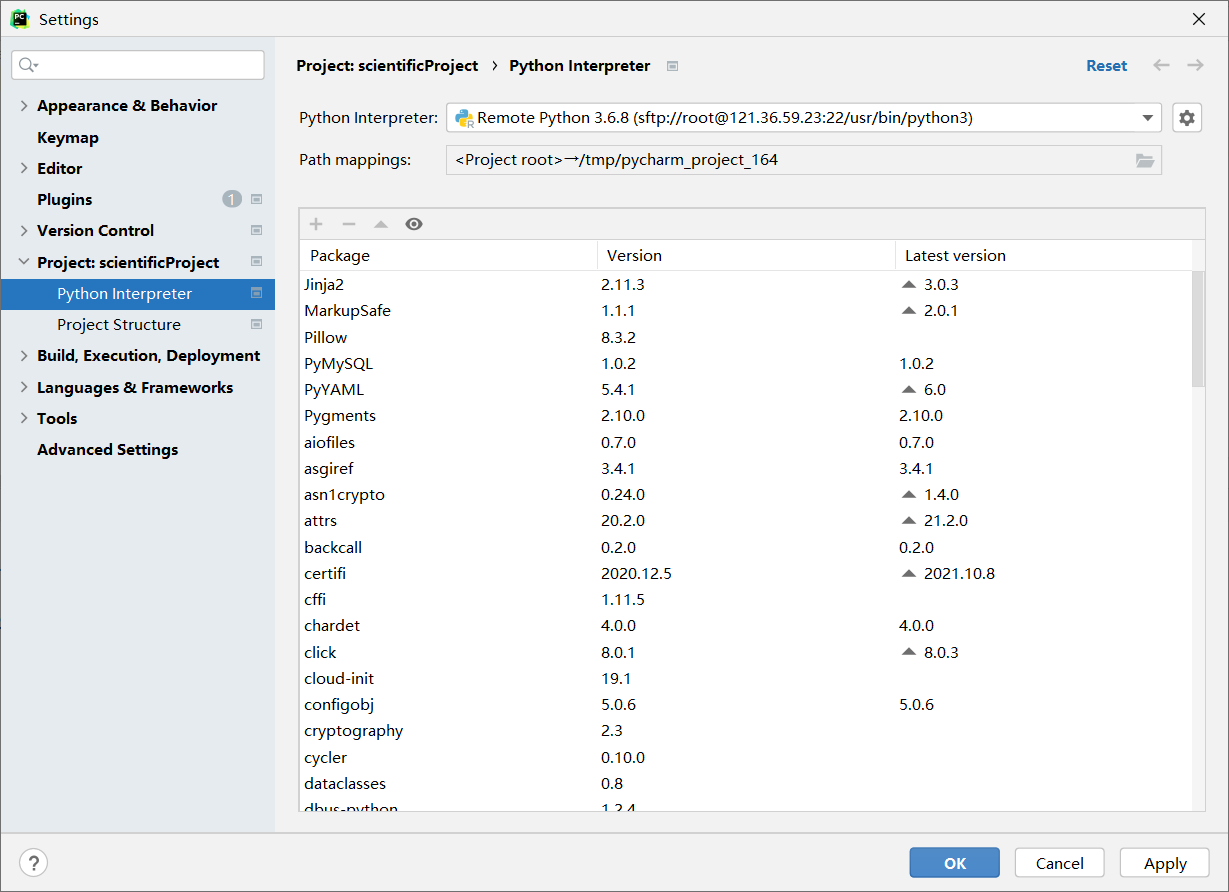 Settings
Appearance & Behavior
Keymap
Editor
Plugins 1
Version Control
Project: scientificProject
Python Interpreter
Project Structure
Build, Execution, Deployment
Languages & Frameworks
Tools
Advanced Settings
Project: scientificProject › Python Interpreter Reset
Python Interpreter: Remote Python 3.6.8 (sftp://root@121.36.59.23:22/usr/bin/python3)
Path mappings: <Project root>→/tmp/pycharm_project_164
Package Version Latest version
Jinja2 2.11.3 3.0.3
MarkupSafe 1.1.1 2.0.1
Pillow 8.3.2
PyMySQL 1.0.2 1.0.2
PyYAML 5.4.1 6.0
Pygments 2.10.0 2.10.0
aiofiles 0.7.0 0.7.0
asgiref 3.4.1 3.4.1
asn1crypto 0.24.0 1.4.0
attrs 20.2.0 21.2.0
backcall 0.2.0 0.2.0
certifi 2020.12.5 2021.10.8
cffi 1.11.5
chardet 4.0.0 4.0.0
click 8.0.1 8.0.3
cloud-init 19.1
configobj 5.0.6 5.0.6
cryptography 2.3
cycler 0.10.0
dataclasses 0.8
dbus-python 1.2.4
? OK Cancel Apply